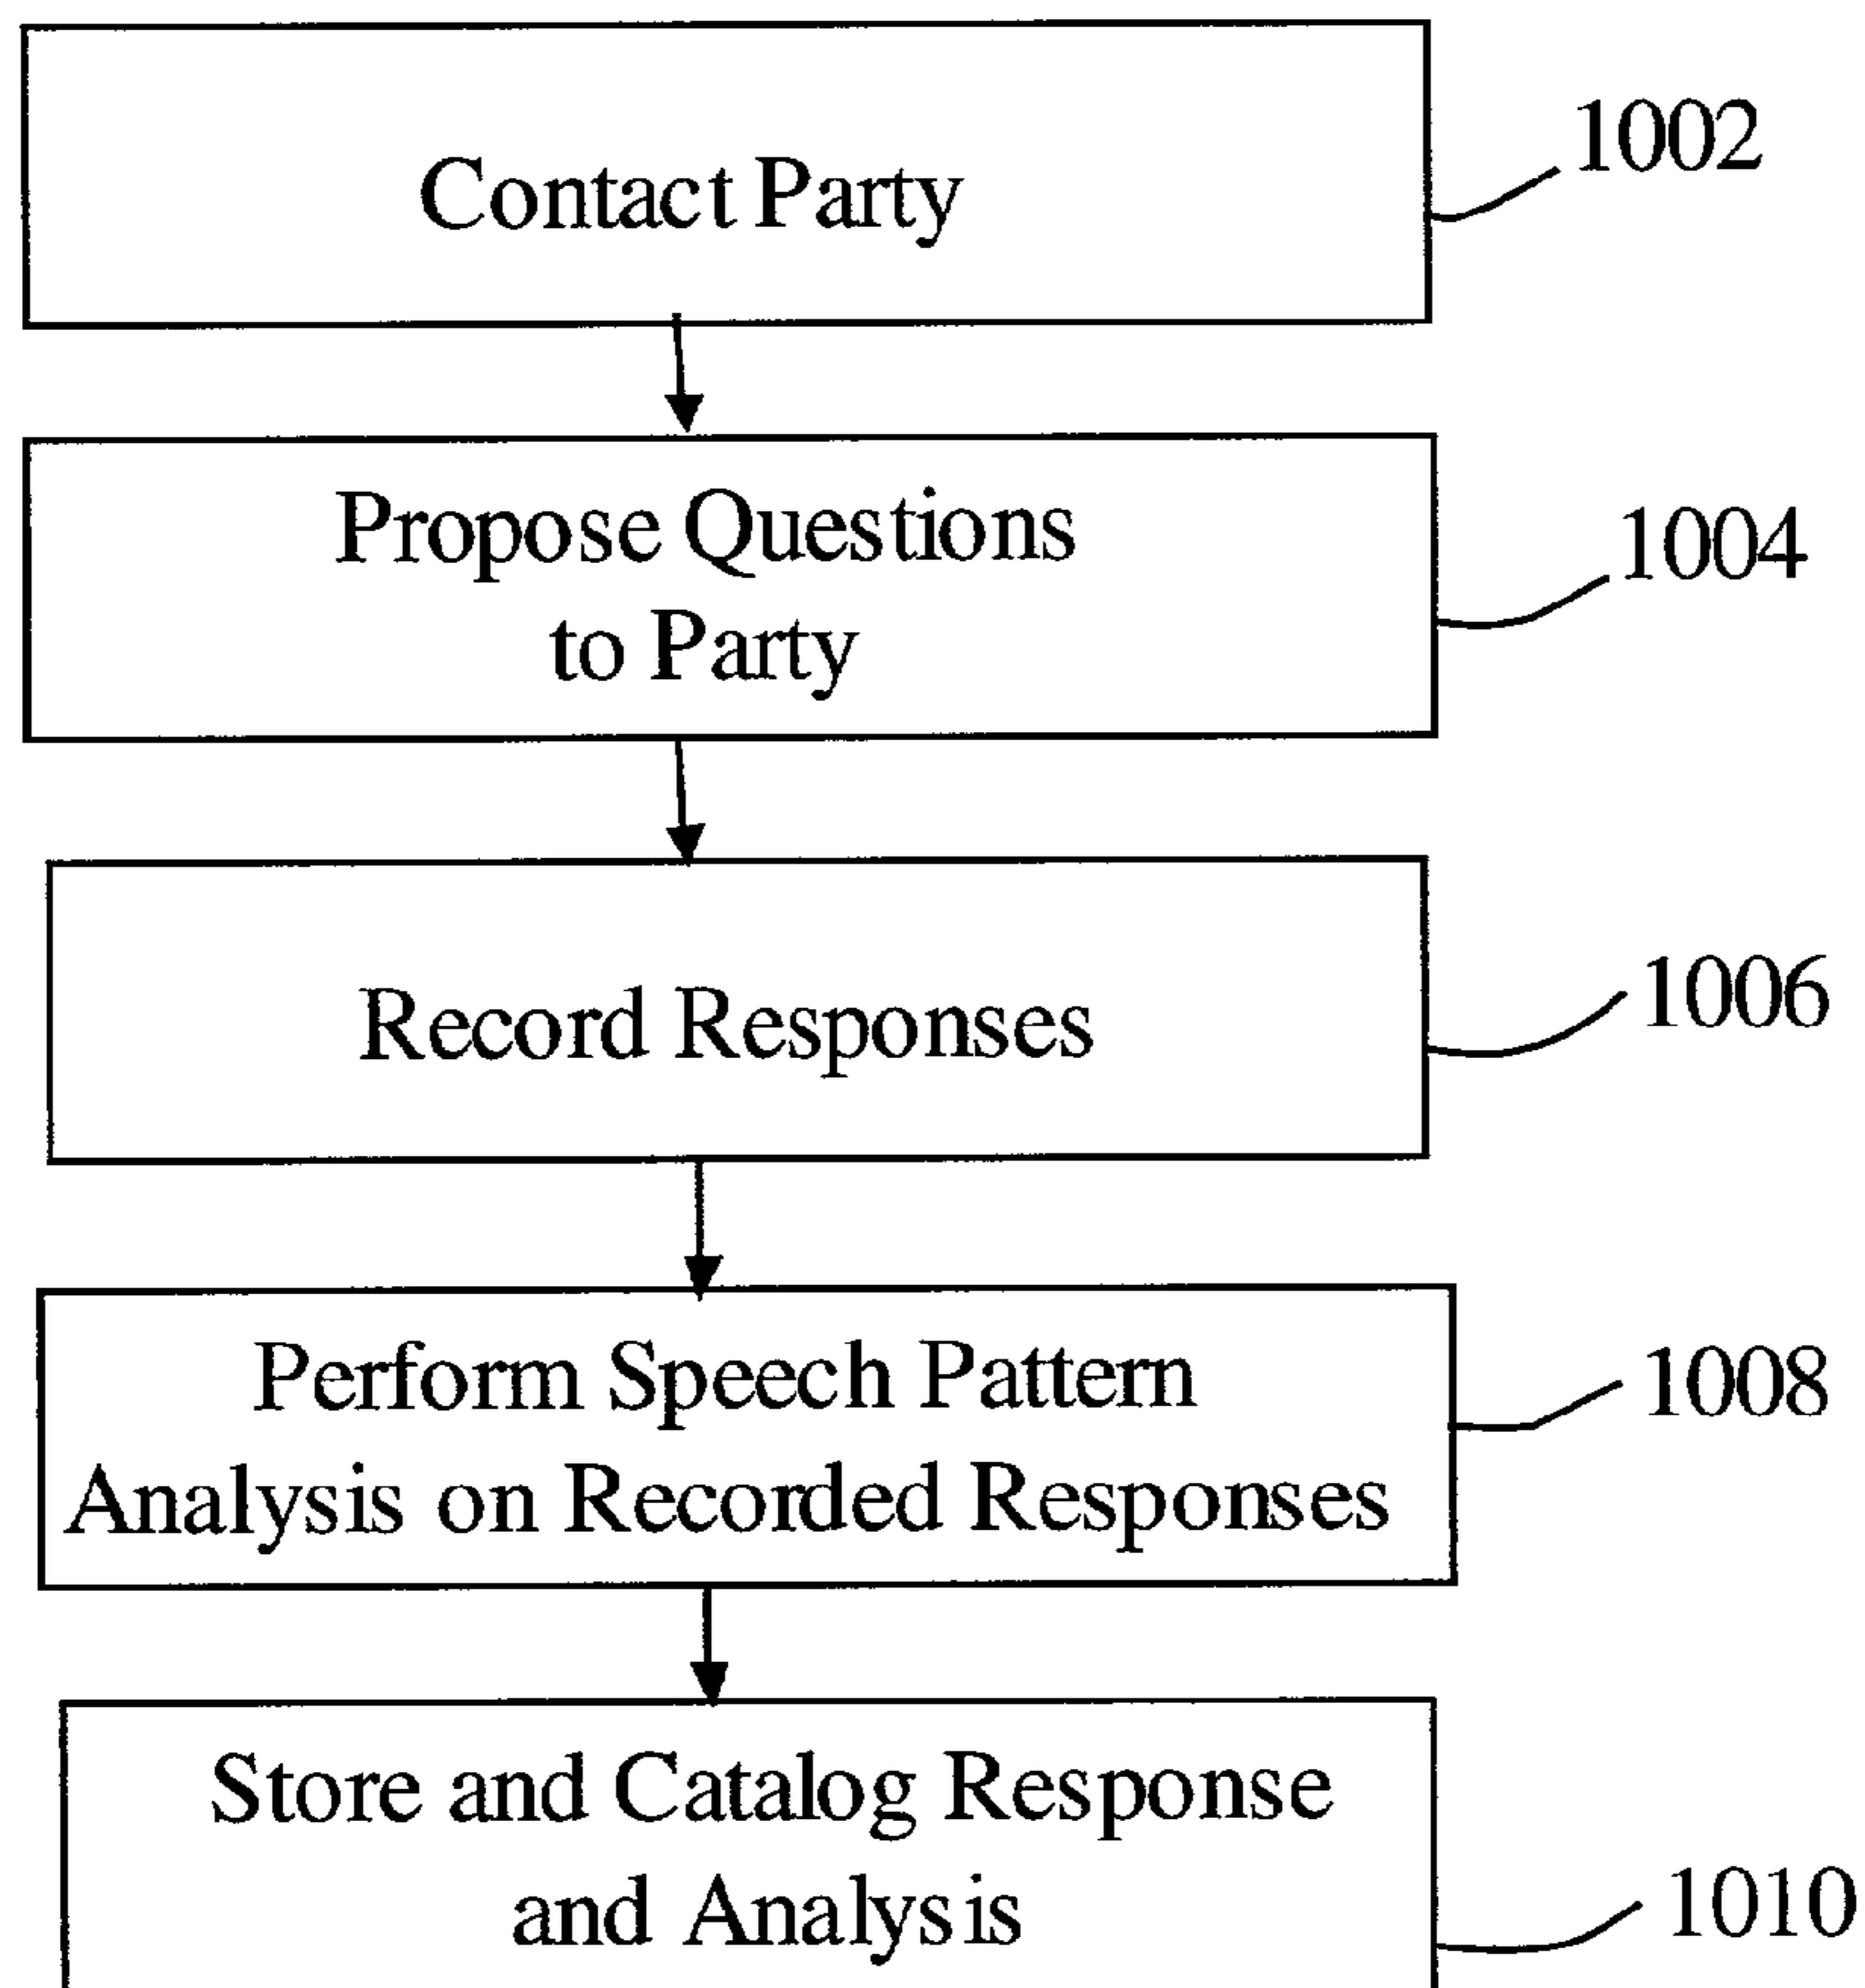 Contact Party
1002
Propose Questions
to Party
1004
Record Responses
1006
Perform Speech Pattern
Analysis on Recorded Responses
1008
Store and Catalog Response
and Analysis
1010